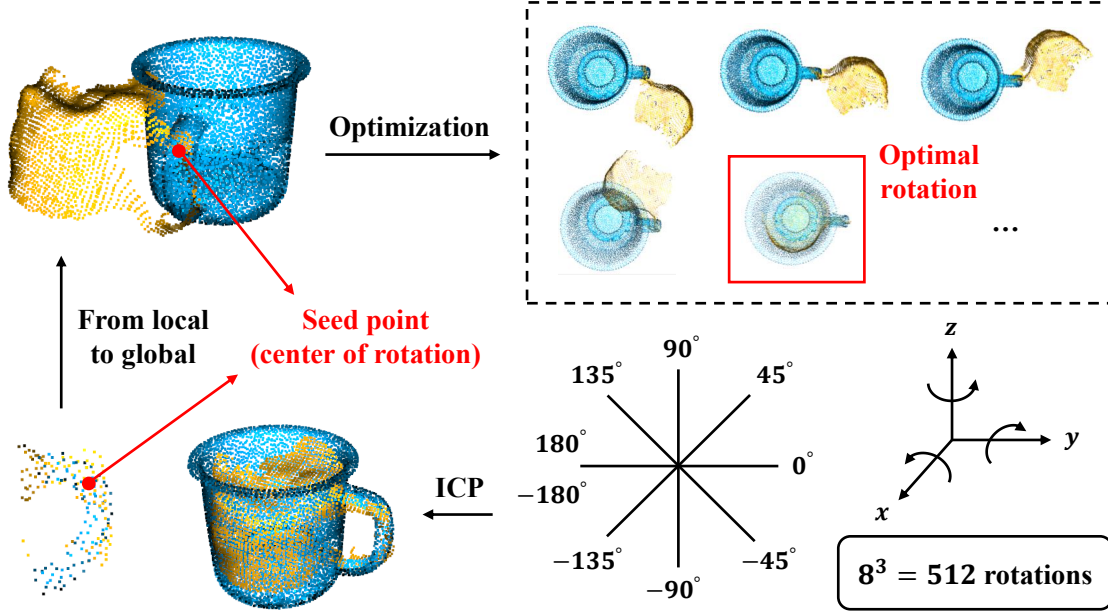 Optimization
Optimal
rotation
...
From local
to global
Seed point
(center of rotation)
ICP
90°
135°
45°
180°
0°
−180°
−135°
−45°
−90°
z
y
x
8³ = 512 rotations